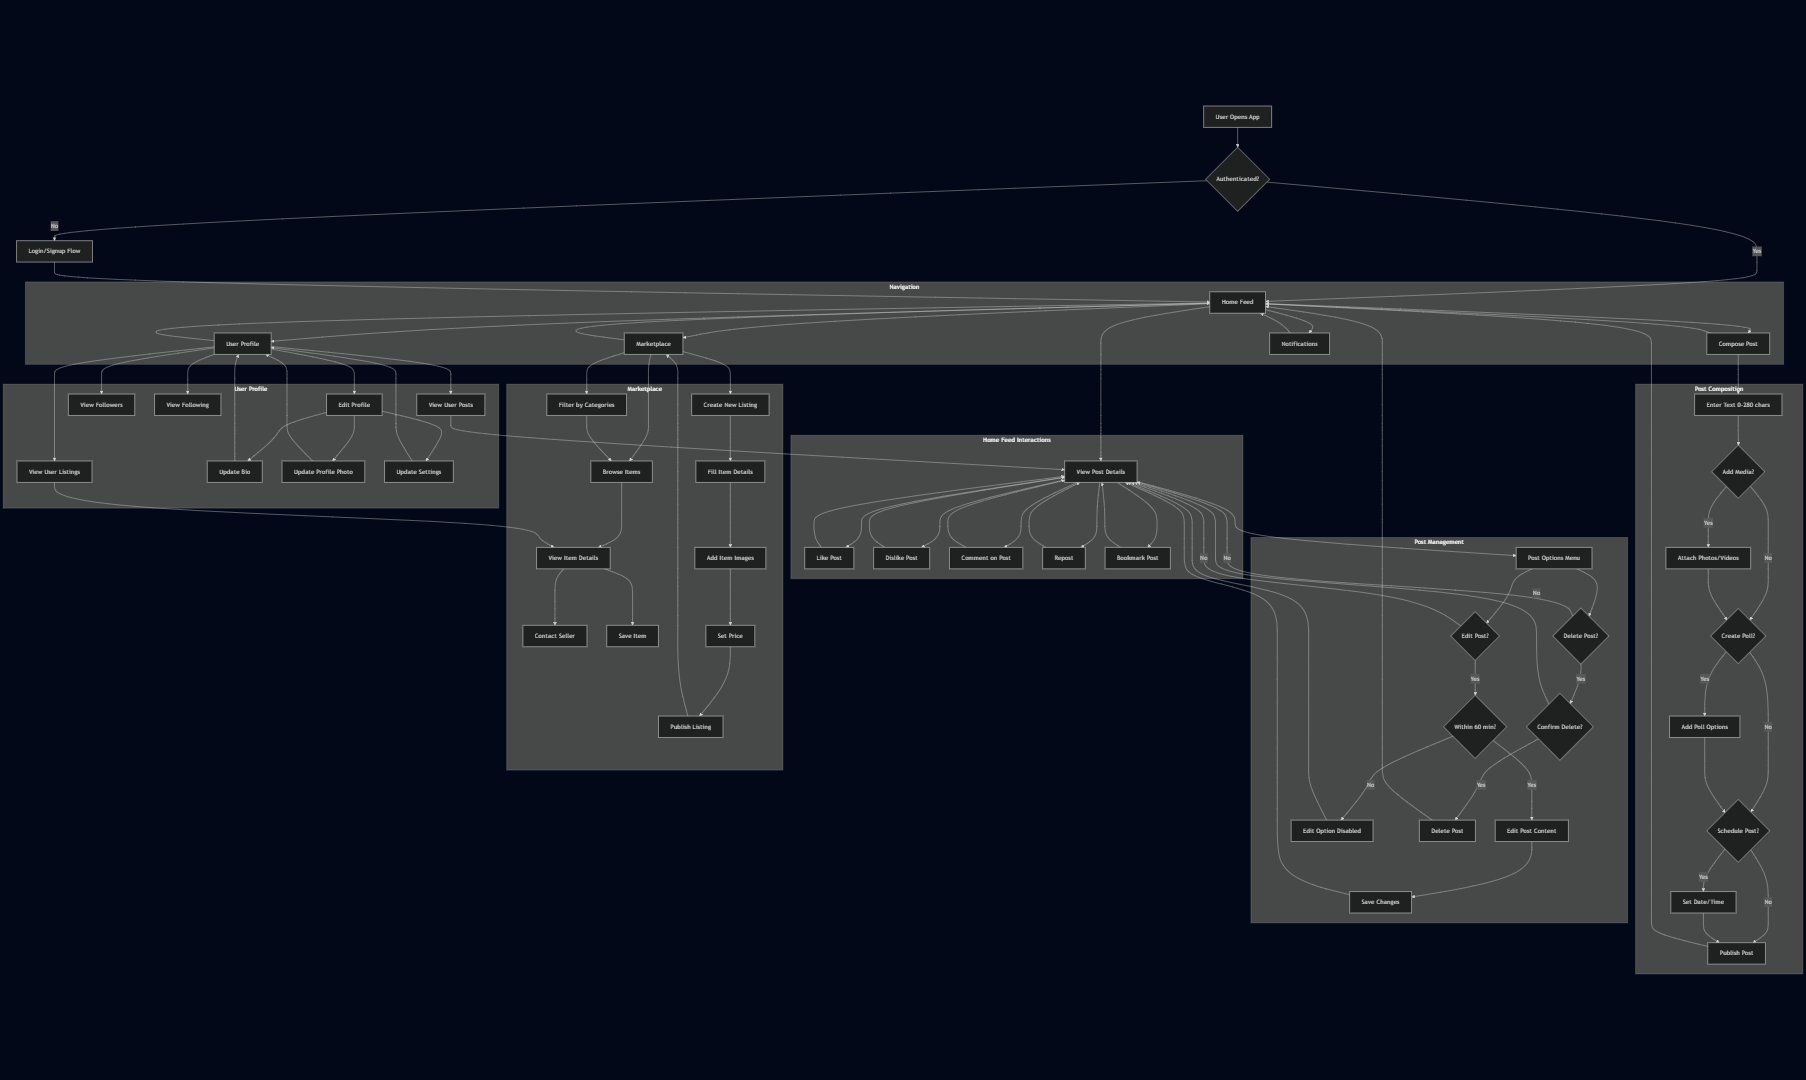 User Opens App
Authenticated?
No
Login/Signup Flow
Yes
Navigation
Home Feed
User Profile
Marketplace
Notifications
Compose Post
User Profile
View Followers
View Following
Edit Profile
View User Posts
View User Listings
Update Bio
Update Profile Photo
Update Settings
Marketplace
Filter by Categories
Create New Listing
Browse Items
Fill Item Details
View Item Details
Add Item Images
Contact Seller
Save Item
Set Price
Publish Listing
Home Feed Interactions
View Post Details
Like Post
Dislike Post
Comment on Post
Repost
Bookmark Post
No
No
Post Management
Post Options Menu
No
Edit Post?
Delete Post?
Yes
Yes
Within 60 min?
Confirm Delete?
No
Yes
Yes
Edit Option Disabled
Delete Post
Edit Post Content
Save Changes
Post Composition
Enter Text 0-280 chars
Add Media?
Yes
Attach Photos/Videos
No
Create Poll?
Yes
Add Poll Options
No
Schedule Post?
Yes
Set Date/Time
No
Publish Post